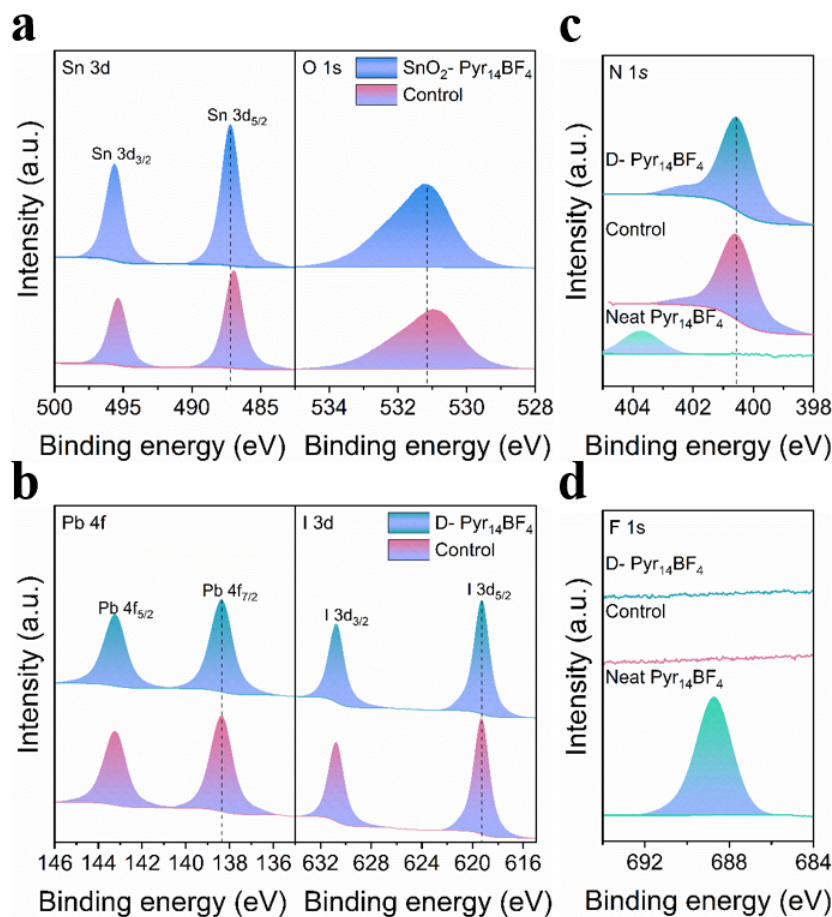 a
Sn 3d
Sn 3d3/2
Sn 3d5/2
O 1s
SnO2- Pyr14BF4
Control
Intensity (a.u.)
500 495 490 485 534 532 530 528
Binding energy (eV) Binding energy (eV)
c
N 1s
D- Pyr14BF4
Control
Neat Pyr14BF4
Intensity (a.u.)
404 402 400 398
Binding energy (eV)
b
Pb 4f
Pb 4f5/2
Pb 4f7/2
I 3d
D- Pyr14BF4
Control
I 3d3/2
I 3d5/2
Intensity (a.u.)
146 144 142 140 138 136 632 628 624 620 616
Binding energy (eV) Binding energy (eV)
d
F 1s
D- Pyr14BF4
Control
Neat Pyr14BF4
Intensity (a.u.)
692 688 684
Binding energy (eV)